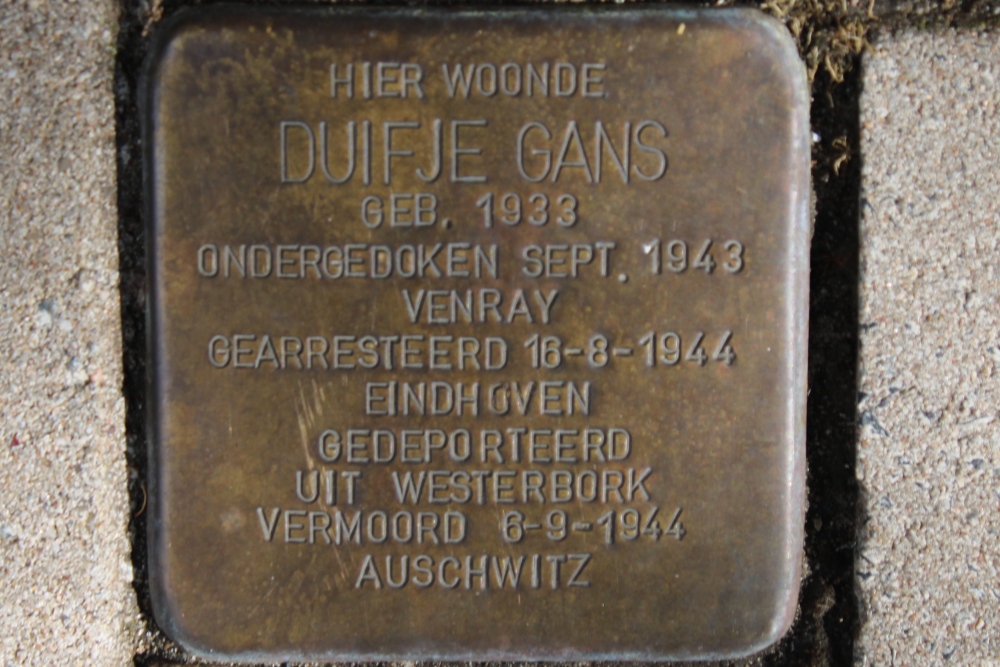 HIER WOONDE
DUIFJE GANS
GEB. 1933
ONDERGEDOKEN SEPT. 1943
VENRAY
GEARRESTEERD 16-8-1944
EINDHOVEN
GEDEPORTEERD
UIT WESTERBORK
VERMOORD 6-9-1944
AUSCHWITZ